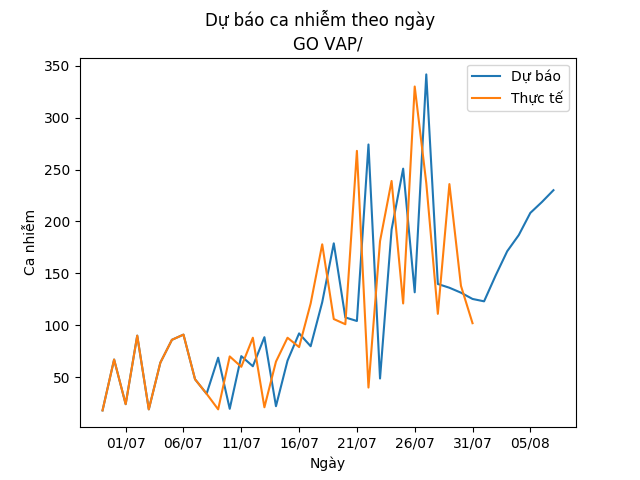 Dự báo ca nhiễm theo ngày
GO VAP/
Dự báo
Thực tế
Ca nhiễm
350
300
250
200
150
100
50
01/07 06/07 11/07 16/07 21/07 26/07 31/07 05/08
Ngày